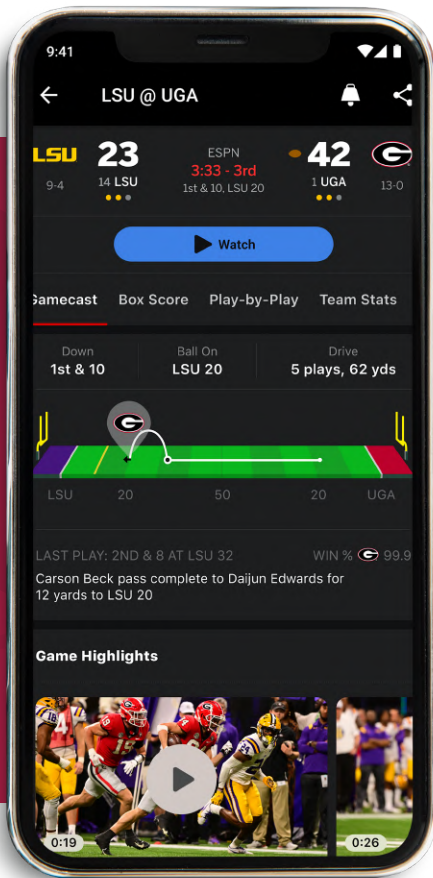 9:41
LSU @ UGA
LSU 23 ESPN 42 G
3:33 - 3rd
9-4 14 LSU 1st & 10, LSU 20 1 UGA 13-0
Watch
Gamecast Box Score Play-by-Play Team Stats
Down Ball On Drive
1st & 10 LSU 20 5 plays, 62 yds
G
LSU 20 50 20 UGA
LAST PLAY: 2ND & 8 AT LSU 32 WIN % G 99.9
Carson Beck pass complete to Daijun Edwards for
12 yards to LSU 20
Game Highlights
18 19 84 24
0:19 0:26